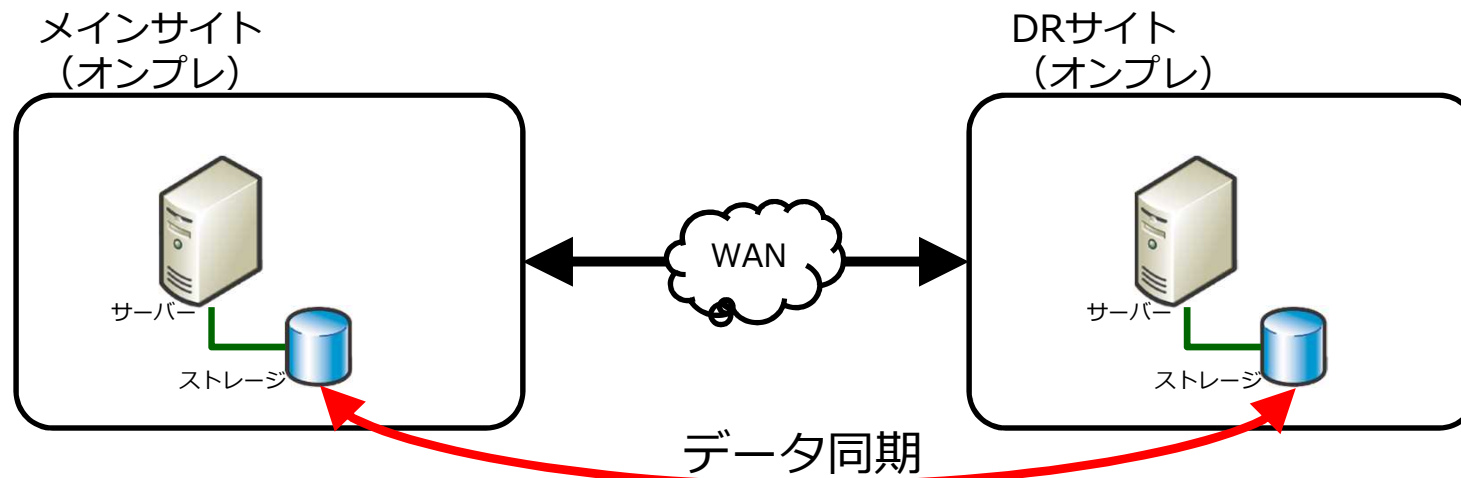 メインサイト
（オンプレ）
DRサイト
（オンプレ）
WAN
サーバー
ストレージ
サーバー
ストレージ
データ同期